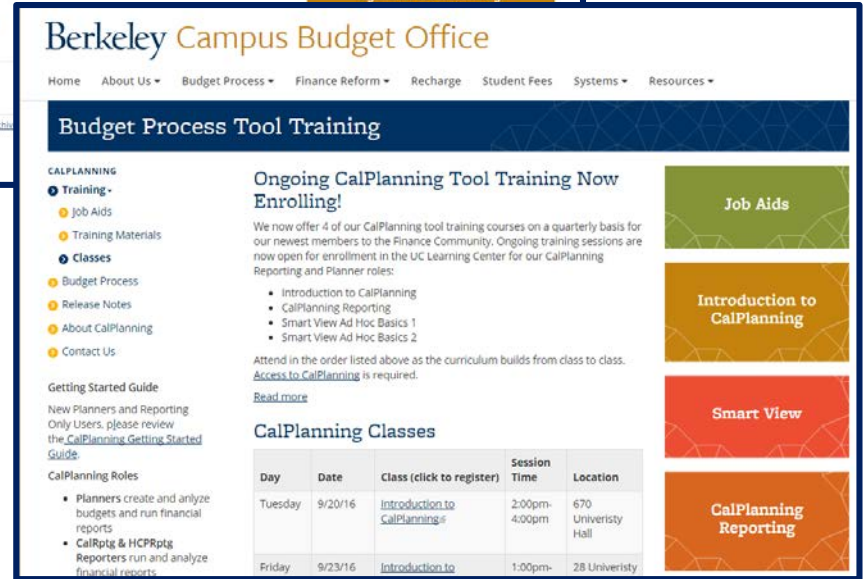 Berkeley Campus Budget Office
Home About Us Budget Process Finance Reform Recharge Student Fees Systems Resources
Budget Process Tool Training
CALPLANNING
Training
Job Aids
Training Materials
Classes
Budget Process
Release Notes
About CalPlanning
Contact Us
Getting Started Guide
New Planners and Reporting
Only Users, please review
the CalPlanning Getting Started
Guide.
CalPlanning Roles
Planners create and anlyze
budgets and run financial
reports
CalRptg & HCPRptg
Reporters run and analyze
financial reports
Ongoing CalPlanning Tool Training Now
Enrolling!
We now offer 4 of our CalPlanning tool training courses on a quarterly basis for
our newest members to the Finance Community. Ongoing training sessions are
now open for enrollment in the UC Learning Center for our CalPlanning
Reporting and Planner roles:
Introduction to CalPlanning
CalPlanning Reporting
Smart View Ad Hoc Basics 1
Smart View Ad Hoc Basics 2
Attend in the order listed above as the curriculum builds from class to class.
Access to CalPlanning is required.
Read more
CalPlanning Classes
Day Date Class (click to register) Session Time Location
Tuesday 9/20/16 Introduction to CalPlanning 2:00pm-4:00pm 670 Univeristy Hall
Friday 9/23/16 Introduction to 1:00pm- 28 Univeristy
Job Aids
Introduction to
CalPlanning
Smart View
CalPlanning
Reporting